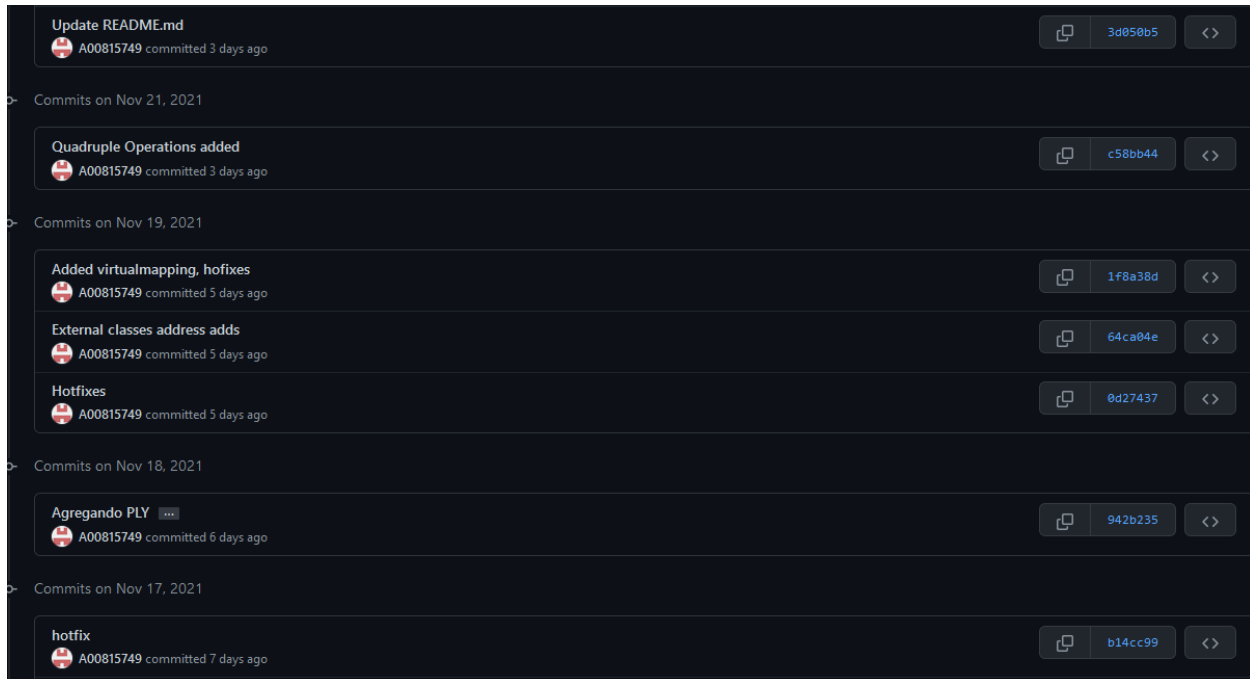 Update README.md
A00815749 committed 3 days ago
3d050b5
Commits on Nov 21, 2021
Quadruple Operations added
A00815749 committed 3 days ago
c58bb44
Commits on Nov 19, 2021
Added virtualmapping, hofixes
A00815749 committed 5 days ago
1f8a38d
External classes address adds
A00815749 committed 5 days ago
64ca04e
Hotfixes
A00815749 committed 5 days ago
0d27437
Commits on Nov 18, 2021
Agregando PLY ...
A00815749 committed 6 days ago
942b235
Commits on Nov 17, 2021
hotfix
A00815749 committed 7 days ago
b14cc99